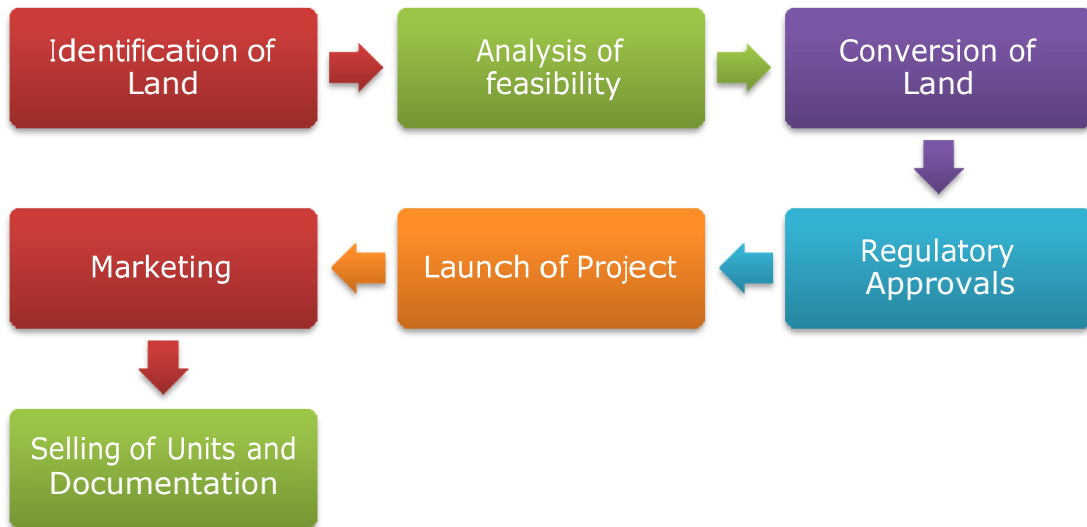 Identification of
Land
Analysis of
feasibility
Conversion of
Land
Regulatory
Approvals
Launch of Project
Marketing
Selling of Units and
Documentation